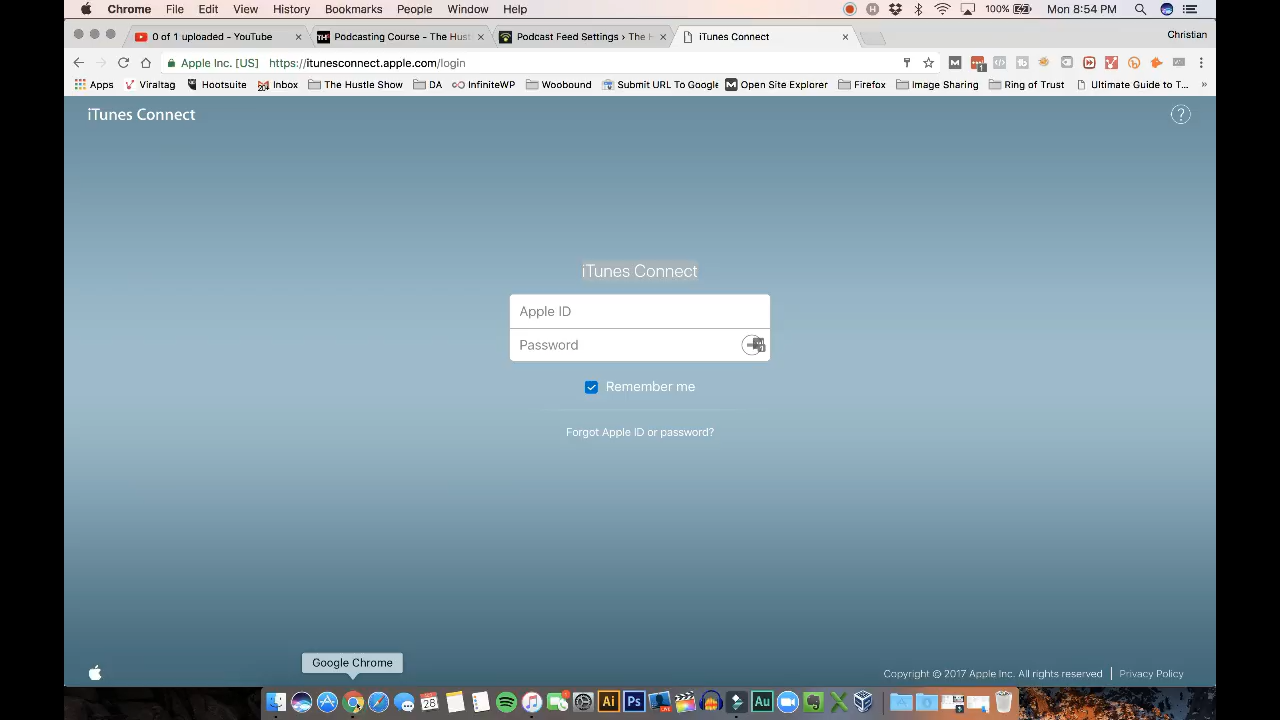 Chrome File Edit View History Bookmarks People Window Help 100% Mon 8:54 PM
0 of 1 uploaded - YouTube Podcasting Course - The Hust Podcast Feed Settings › The H iTunes Connect Christian
Apple Inc. [US] https://itunesconnect.apple.com/login
Apps Viraltag Hootsuite Inbox The Hustle Show DA InfiniteWP Woobound Submit URL To Google Open Site Explorer Firefox Image Sharing Ring of Trust Ultimate Guide to T... »
iTunes Connect ?
iTunes Connect
Apple ID
Password
Remember me
Forgot Apple ID or password?
Google Chrome
Copyright © 2017 Apple Inc. All rights reserved Privacy Policy
28 Ai Ps Au